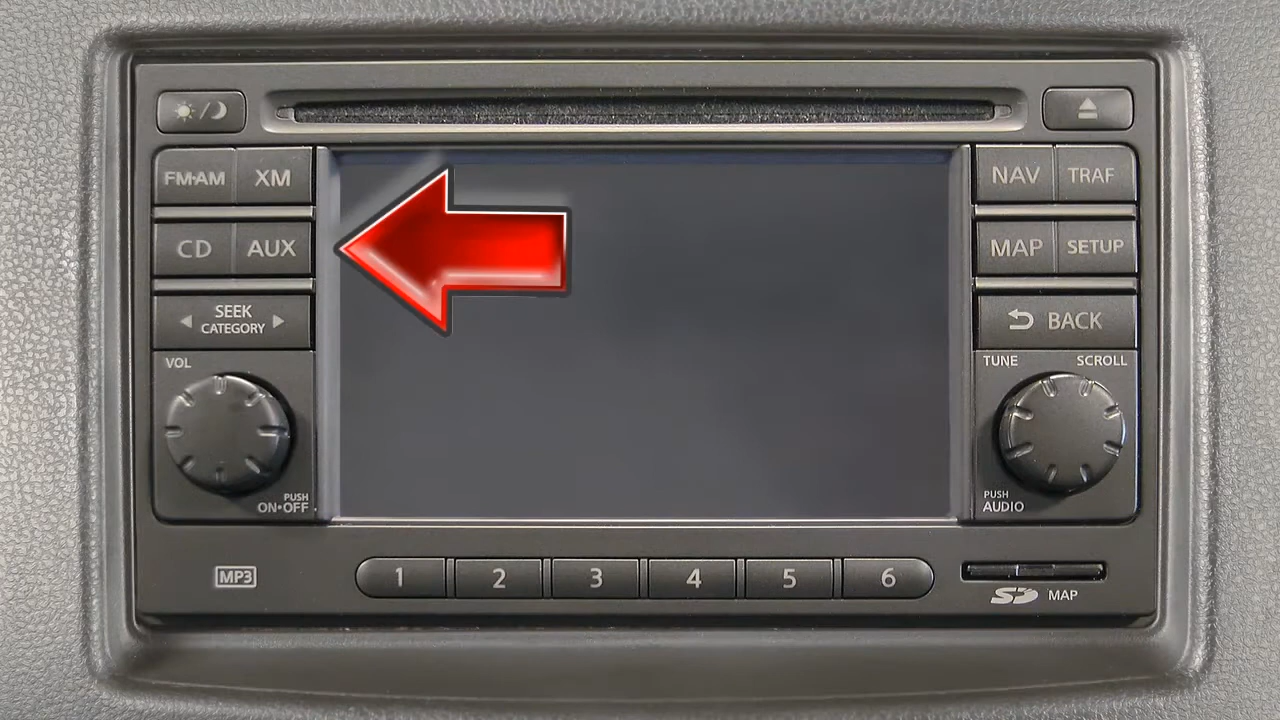 FM·AM XM
NAV TRAF
CD AUX
MAP SETUP
SEEK
CATEGORY
BACK
VOL
TUNE SCROLL
PUSH
ON·OFF
PUSH
AUDIO
MP3
1 2 3 4 5 6
SD MAP